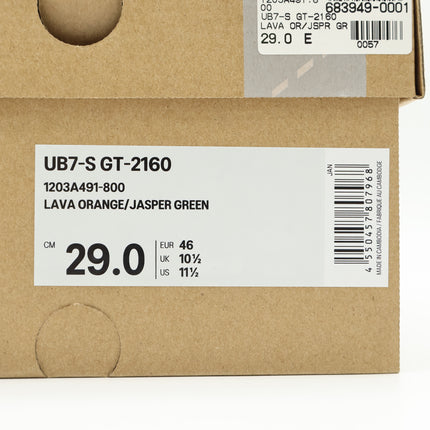 683949-0001
00
UB7-S GT-2160
LAVA OR/JSPR GR
29.0 E
0057
UB7-S GT-2160
1203A491-800
LAVA ORANGE/JASPER GREEN
CM
29.0
EUR 46
UK 10½
US 11½
JAN
4 550457 807968
MADE IN CAMBODIA / FABRIQUE AU CAMBODGE